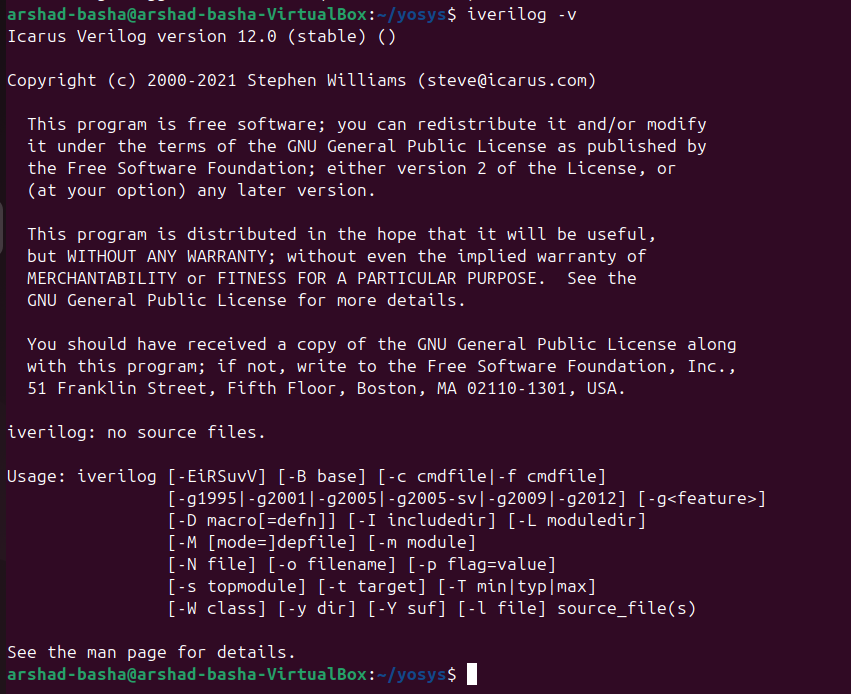 arshad-basha@arshad-basha-VirtualBox:~/yosys$ iverilog -v
Icarus Verilog version 12.0 (stable) ()
Copyright (c) 2000-2021 Stephen Williams (steve@icarus.com)
This program is free software; you can redistribute it and/or modify
it under the terms of the GNU General Public License as published by
the Free Software Foundation; either version 2 of the License, or
(at your option) any later version.
This program is distributed in the hope that it will be useful,
but WITHOUT ANY WARRANTY; without even the implied warranty of
MERCHANTABILITY or FITNESS FOR A PARTICULAR PURPOSE.  See the
GNU General Public License for more details.
You should have received a copy of the GNU General Public License along
with this program; if not, write to the Free Software Foundation, Inc.,
51 Franklin Street, Fifth Floor, Boston, MA 02110-1301, USA.
iverilog: no source files.
Usage: iverilog [-EiRSuvV] [-B base] [-c cmdfile|-f cmdfile]
[-g1995|-g2001|-g2005|-g2005-sv|-g2009|-g2012] [-g<feature>]
[-D macro[=defn]] [-I includedir] [-L moduledir]
[-M [mode=]depfile] [-m module]
[-N file] [-o filename] [-p flag=value]
[-s topmodule] [-t target] [-T min|typ|max]
[-W class] [-y dir] [-Y suf] [-l file] source_file(s)
See the man page for details.
arshad-basha@arshad-basha-VirtualBox:~/yosys$